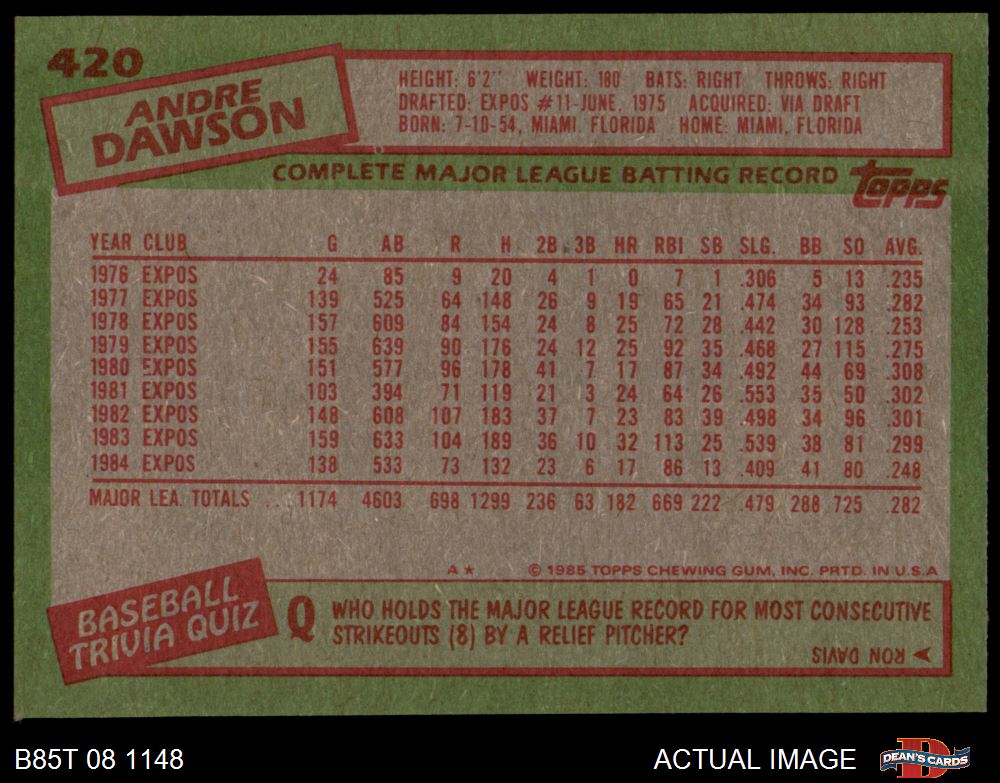 420
ANDRE
DAWSON
HEIGHT: 6'2" WEIGHT: 180 BATS: RIGHT THROWS: RIGHT
DRAFTED: EXPOS #11-JUNE, 1975 ACQUIRED: VIA DRAFT
BORN: 7-10-54, MIAMI, FLORIDA HOME: MIAMI, FLORIDA
COMPLETE MAJOR LEAGUE BATTING RECORD
topps
YEAR CLUB G AB R H 2B 3B HR RBI SB SLG. BB SO AVG.
1976 EXPOS 24 85 9 20 4 1 0 7 1 .306 5 13 .235
1977 EXPOS 139 525 64 148 26 9 19 65 21 .474 34 93 .282
1978 EXPOS 157 609 84 154 24 8 25 72 28 .442 30 128 .253
1979 EXPOS 155 639 90 176 24 12 25 92 35 .468 27 115 .275
1980 EXPOS 151 577 96 178 41 7 17 87 34 .492 44 69 .308
1981 EXPOS 103 394 71 119 21 3 24 64 26 .553 35 50 .302
1982 EXPOS 148 608 107 183 37 7 23 83 39 .498 34 96 .301
1983 EXPOS 159 633 104 189 36 10 32 113 25 .539 38 81 .299
1984 EXPOS 138 533 73 132 23 6 17 86 13 .409 41 80 .248
MAJOR LEA. TOTALS ... 1174 4603 698 1299 236 63 182 669 222 .479 288 725 .282
A* © 1985 TOPPS CHEWING GUM, INC. PRTD. IN U.S.A
BASEBALL
TRIVIA QUIZ
Q WHO HOLDS THE MAJOR LEAGUE RECORD FOR MOST CONSECUTIVE
STRIKEOUTS (8) BY A RELIEF PITCHER?
RON DAVIS
B85T 08 1148
ACTUAL IMAGE
D
DEAN'S CARDS